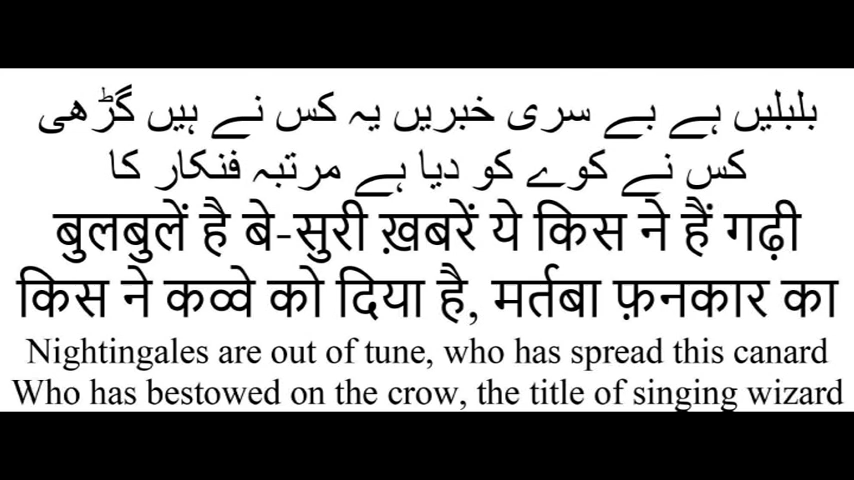 بلبلیں ہے بے سری خبریں یہ کس نے ہیں گڑھی
کس نے کوے کو دیا ہے مرتبہ فنکار کا
बुलबुलें है बे-सुरी ख़बरें ये किस ने हैं गढ़ी
किस ने कव्वे को दिया है, मर्तबा फ़नकार का
Nightingales are out of tune, who has spread this canard
Who has bestowed on the crow, the title of singing wizard